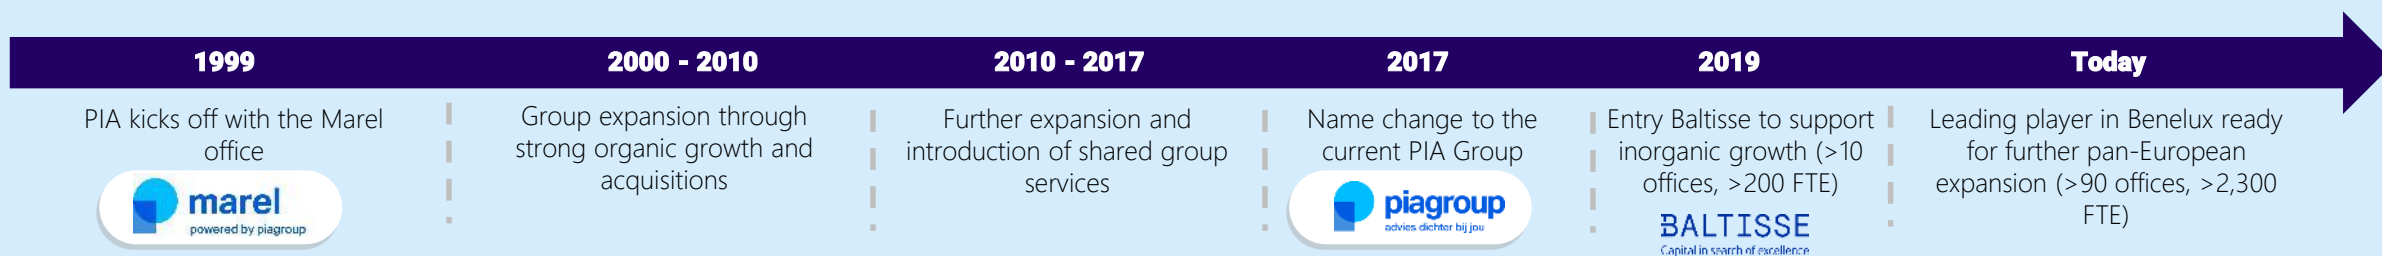 1999
2000 - 2010
2010 - 2017
2017
2019
Today
PIA kicks off with the Marel
office
marel
powered by piagroup
Group expansion through
strong organic growth and
acquisitions
Further expansion and
introduction of shared group
services
Name change to the
current PIA Group
piagroup
advies dichter bij jou
Entry Baltisse to support
inorganic growth (>10
offices, >200 FTE)
BALTISSE
Capital in search of excellence
Leading player in Benelux ready
for further pan-European
expansion (>90 offices, >2,300
FTE)